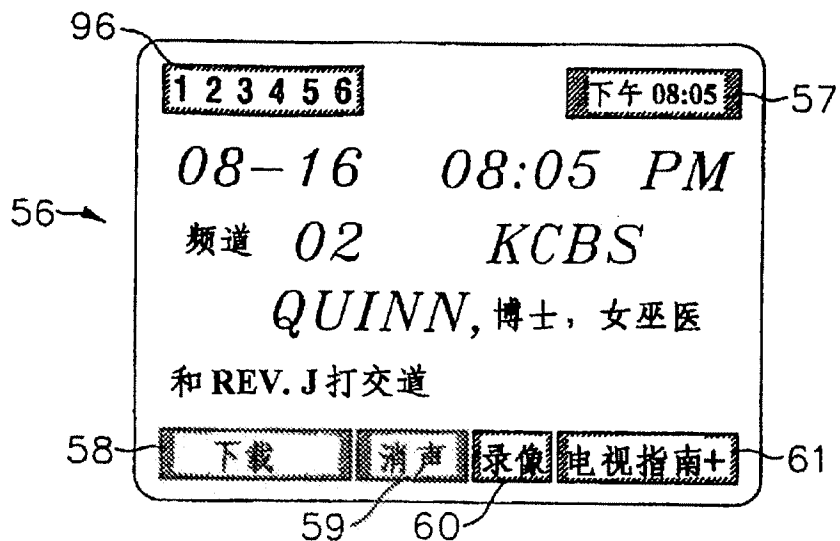 96
1 2 3 4 5 6
下午 08:05
57
08-16 08:05 PM
56
频道 02 KCBS
QUINN, 博士，女巫医
和 REV. J 打交道
58
下载
消声
录像
电视指南+
61
59
60